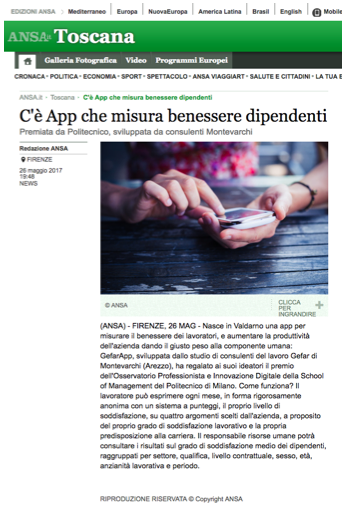 EDIZIONI ANSA Mediterraneo Europa NuovaEuropa America Latina Brasil English Mobile
ANSA.it Toscana
Galleria Fotografica Video Programmi Europei
CRONACA • POLITICA • ECONOMIA • SPORT • SPETTACOLO • ANSA VIAGGIART • SALUTE E CITTADINI • LA TUA E
ANSA.it Toscana C'è App che misura benessere dipendenti
C'è App che misura benessere dipendenti
Premiata da Politecnico, sviluppata da consulenti Montevarchi
Redazione ANSA
FIRENZE
26 maggio 2017
19:48
NEWS
© ANSA
CLICCA
PER
INGRANDIRE +
(ANSA) - FIRENZE, 26 MAG - Nasce in Valdarno una app per
misurare il benessere dei lavoratori, e aumentare la produttività
dell'azienda dando il giusto peso alla componente umana:
GefarApp, sviluppata dallo studio di consulenti del lavoro Gefar di
Montevarchi (Arezzo), ha regalato ai suoi ideatori il premio
dell'Osservatorio Professionista e Innovazione Digitale della School
of Management del Politecnico di Milano. Come funziona? Il
lavoratore può esprimere ogni mese, in forma rigorosamente
anonima con un sistema a punteggi, il proprio livello di
soddisfazione, su quattro argomenti scelti dall'azienda, a proposito
del proprio grado di soddisfazione lavorativo e la propria
predisposizione alla carriera. Il responsabile risorse umane potrà
consultare i risultati sul grado di soddisfazione medio dei dipendenti,
raggruppati per settore, qualifica, livello contrattuale, sesso, età,
anzianità lavorativa e periodo.
RIPRODUZIONE RISERVATA © Copyright ANSA